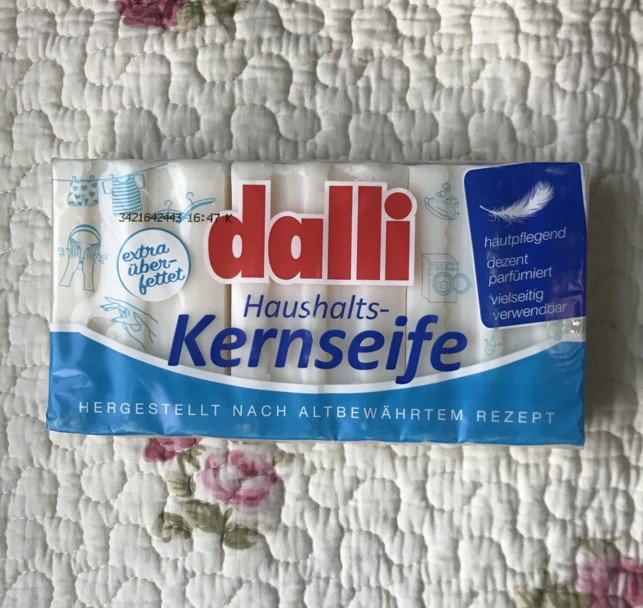 3421642443 16:47 K
dalli
extra
über-
fettet
Haushalts-
Kernseife
hautpflegend
dezent
parfümiert
vielseitig
verwendbar
HERGESTELLT NACH ALTBEWÄHRTEM REZEPT